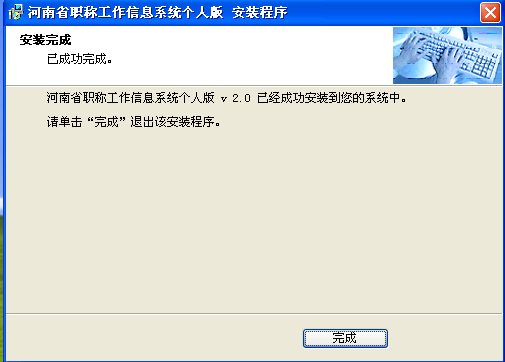 河南省职称工作信息系统个人版 安装程序
安装完成
已成功完成。
河南省职称工作信息系统个人版 v 2.0 已经成功安装到您的系统中。
请单击“完成”退出该安装程序。
完成